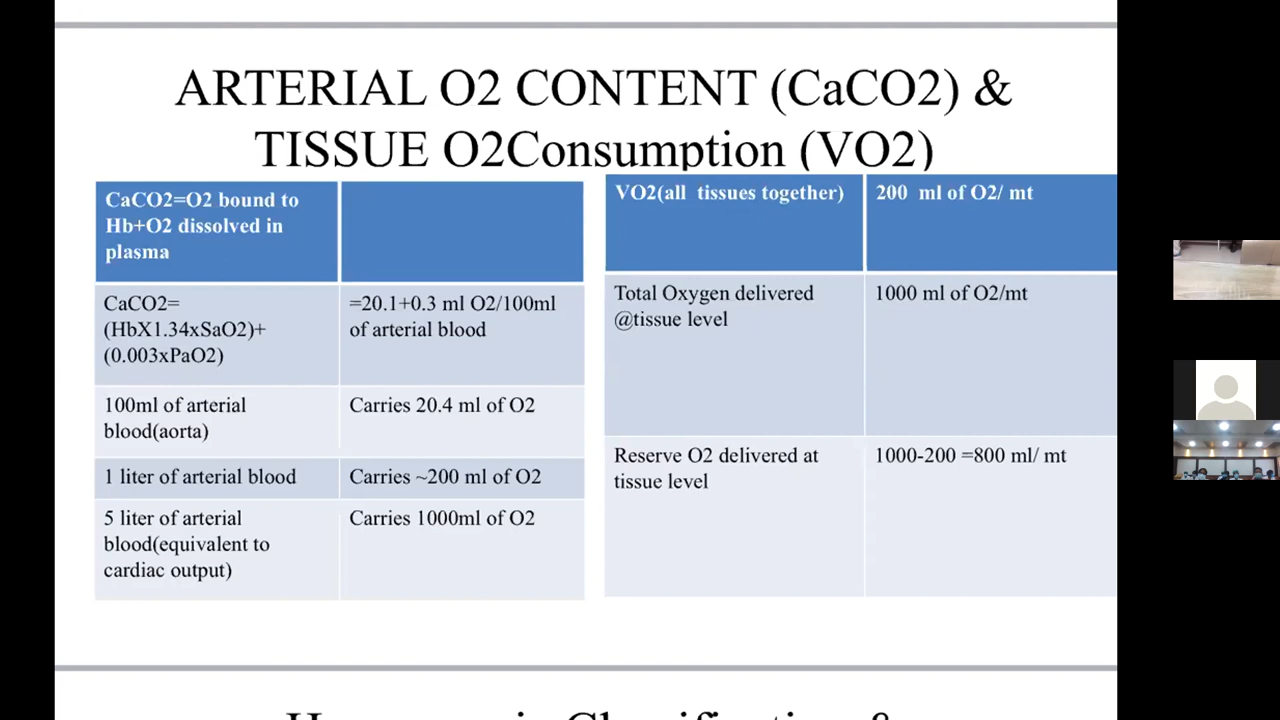 ARTERIAL O2 CONTENT (CaCO2) &
TISSUE O2Consumption (VO2)
CaCO2=O2 bound to
Hb+O2 dissolved in
plasma
CaCO2=
(HbX1.34xSaO2)+
(0.003xPaO2)
=20.1+0.3 ml O2/100ml
of arterial blood
100ml of arterial
blood(aorta)
Carries 20.4 ml of O2
1 liter of arterial blood
Carries ~200 ml of O2
5 liter of arterial
blood(equivalent to
cardiac output)
Carries 1000ml of O2
VO2(all tissues together)
200 ml of O2/ mt
Total Oxygen delivered
@tissue level
1000 ml of O2/mt
Reserve O2 delivered at
tissue level
1000-200 =800 ml/ mt